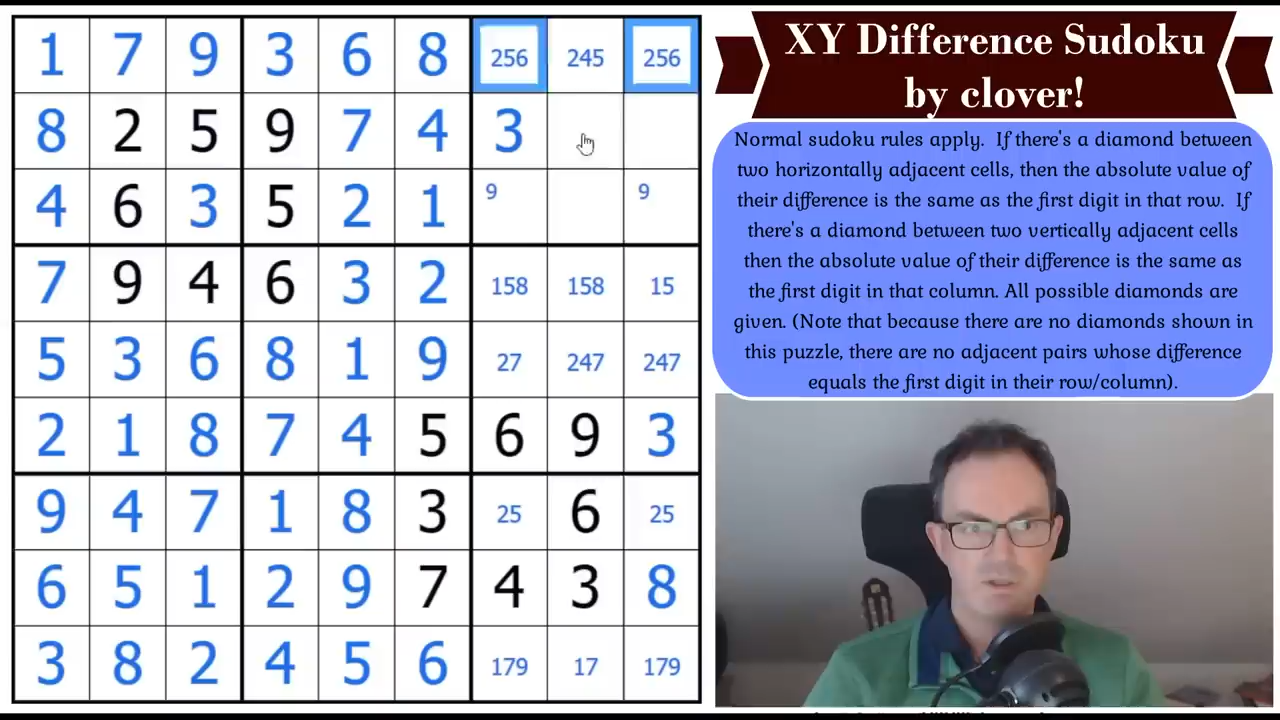 XY Difference Sudoku
by clover!
Normal sudoku rules apply.  If there's a diamond between
two horizontally adjacent cells, then the absolute value of
their difference is the same as the first digit in that row.  If
there's a diamond between two vertically adjacent cells
then the absolute value of their difference is the same as
the first digit in that column. All possible diamonds are
given. (Note that because there are no diamonds shown in
this puzzle, there are no adjacent pairs whose difference
equals the first digit in their row/column).
1 7 9 3 6 8 256 245 256
8 2 5 9 7 4 3
4 6 3 5 2 1 9 9
7 9 4 6 3 2 158 158 15
5 3 6 8 1 9 27 247 247
2 1 8 7 4 5 6 9 3
9 4 7 1 8 3 25 6 25
6 5 1 2 9 7 4 3 8
3 8 2 4 5 6 179 17 179